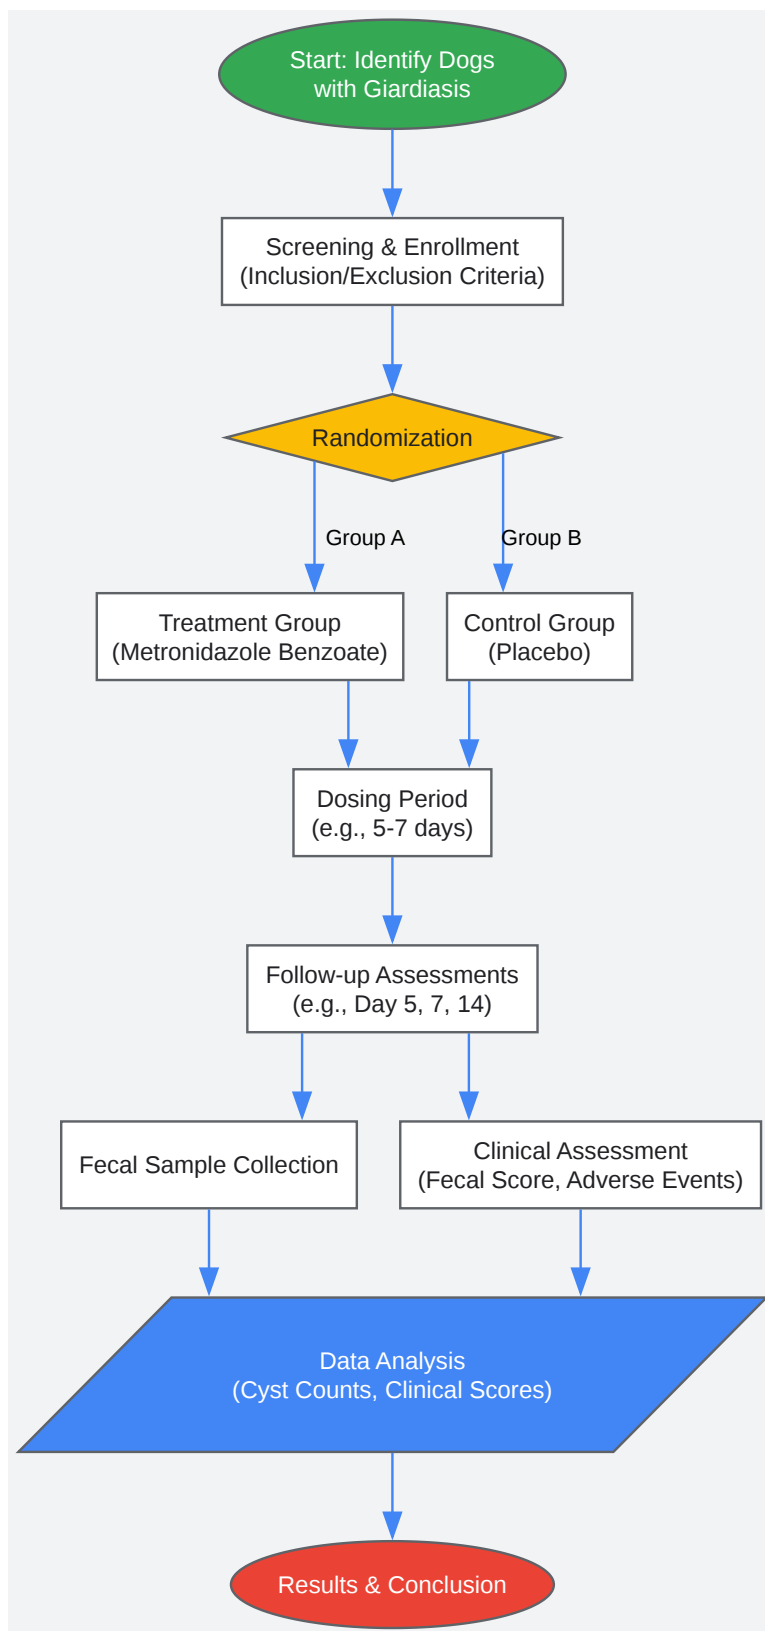 Start: Identify Dogs
with Giardiasis
Screening & Enrollment
(Inclusion/Exclusion Criteria)
Randomization
Group A
Group B
Treatment Group
(Metronidazole Benzoate)
Control Group
(Placebo)
Dosing Period
(e.g., 5-7 days)
Follow-up Assessments
(e.g., Day 5, 7, 14)
Fecal Sample Collection
Clinical Assessment
(Fecal Score, Adverse Events)
Data Analysis
(Cyst Counts, Clinical Scores)
Results & Conclusion